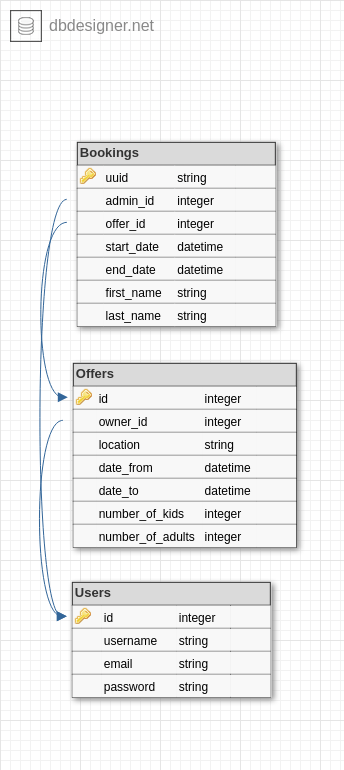 dbdesigner.net
Bookings
uuid string
admin_id integer
offer_id integer
start_date datetime
end_date datetime
first_name string
last_name string
Offers
id integer
owner_id integer
location string
date_from datetime
date_to datetime
number_of_kids integer
number_of_adults integer
Users
id integer
username string
email string
password string